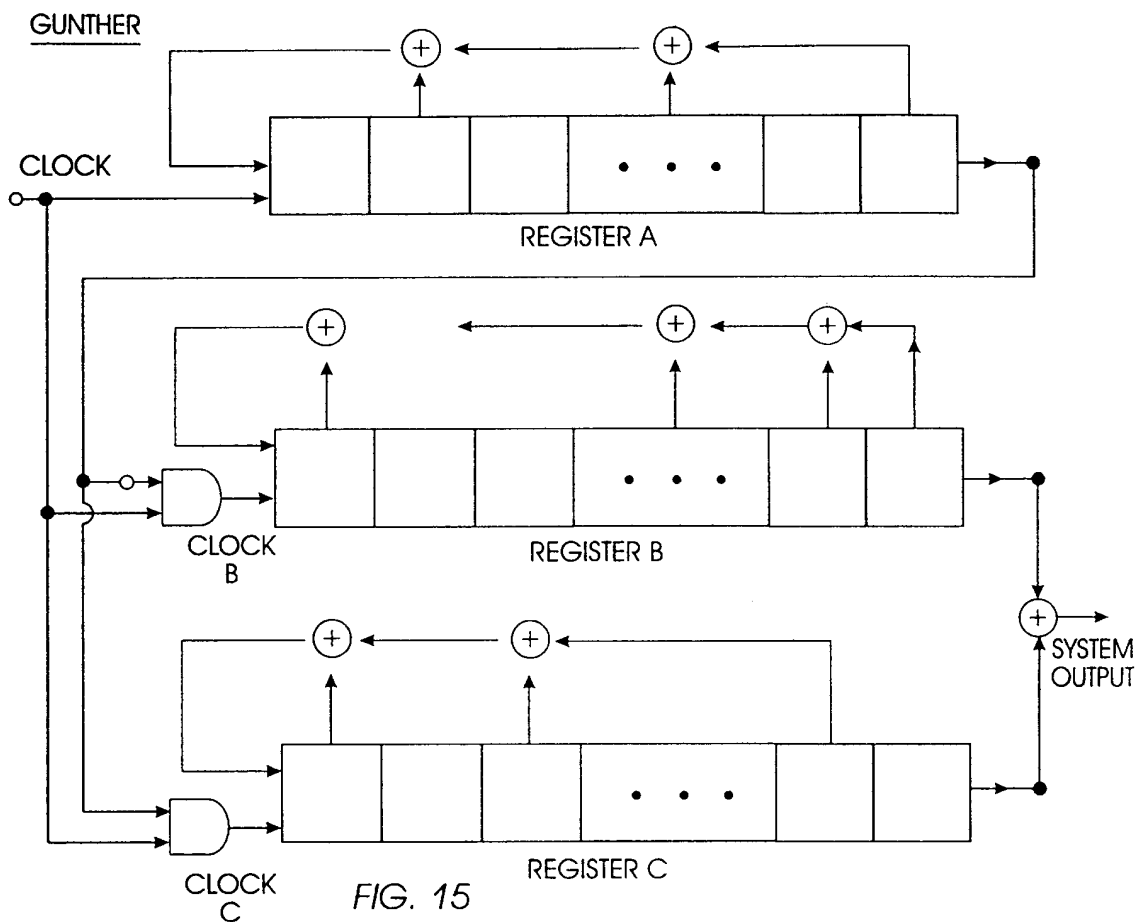 GUNTHER
CLOCK
REGISTER A
CLOCK
B
REGISTER B
SYSTEM
OUTPUT
CLOCK
C
REGISTER C
FIG. 15